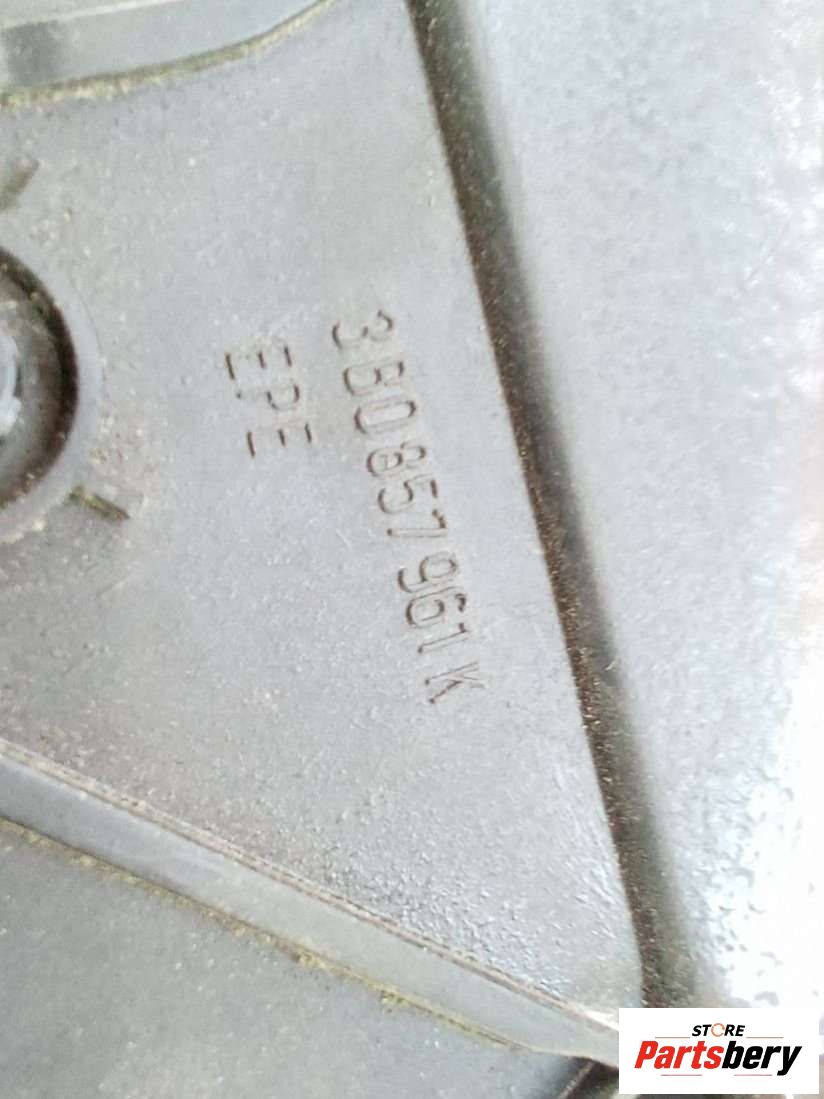 3B0 857 961 K
EPE
STORE
Partsbery